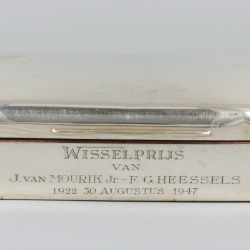 WISSELPRIJS
VAN
J. VAN MOURIK Jr. - F. G. HEESSELS
1922 30 AUGUSTUS 1947